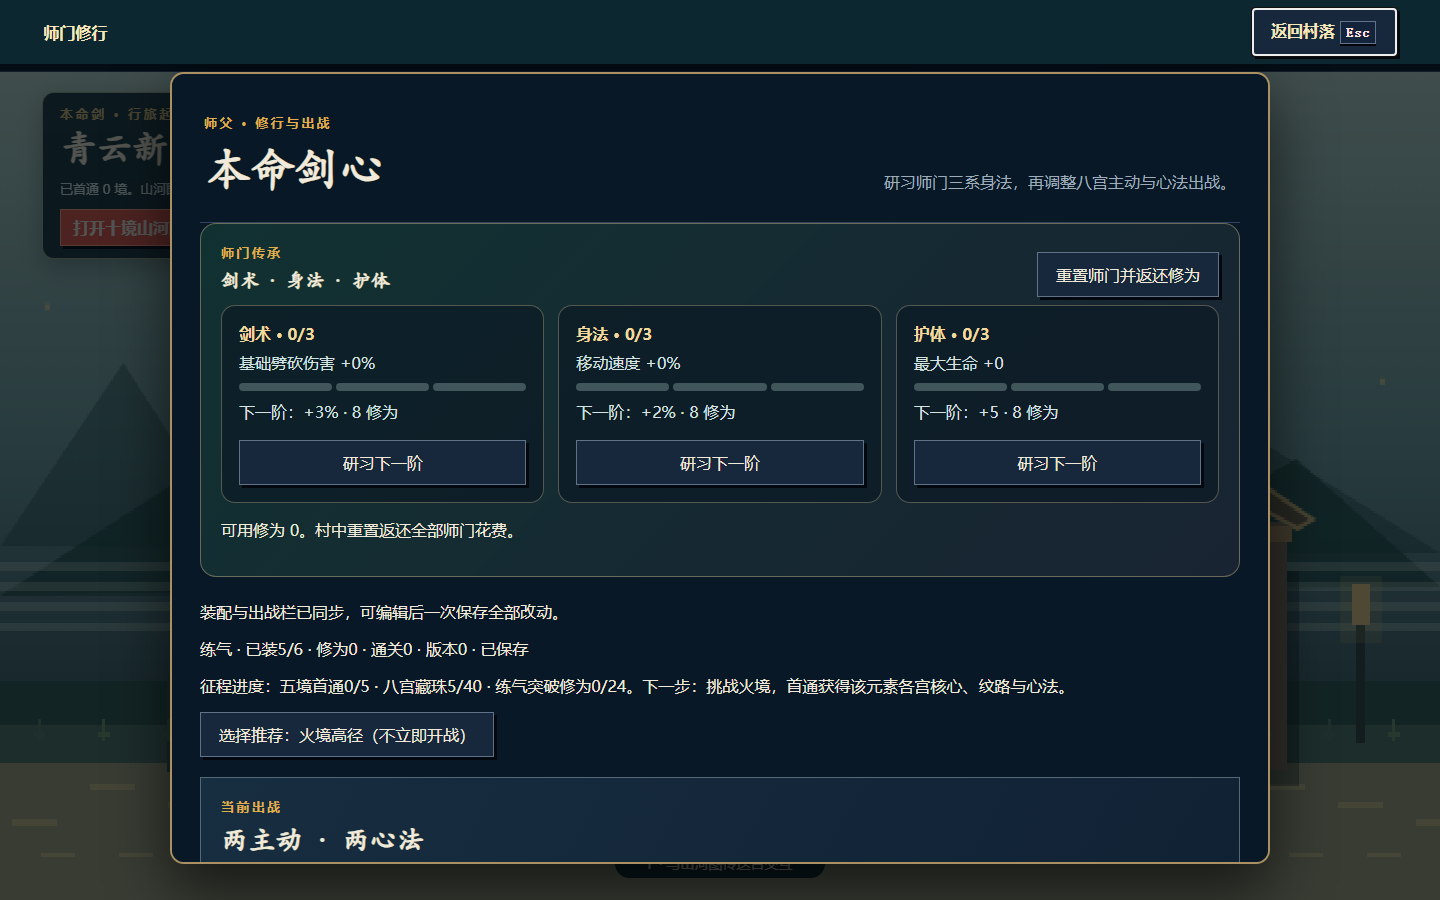 师门修行
返回村落 Esc
本命剑 • 行旅起
青云新
已首通 0 境。山河
打开十境山河
师父 • 修行与出战
本命剑心
研习师门三系身法，再调整八宫主动与心法出战。
师门传承
剑术 · 身法 · 护体
重置师门并返还修为
剑术 • 0/3
基础劈砍伤害 +0%
下一阶：+3% · 8 修为
研习下一阶
身法 • 0/3
移动速度 +0%
下一阶：+2% · 8 修为
研习下一阶
护体 • 0/3
最大生命 +0
下一阶：+5 · 8 修为
研习下一阶
可用修为 0。村中重置返还全部师门花费。
装配与出战栏已同步，可编辑后一次保存全部改动。
练气 · 已装5/6 · 修为0 · 通关0 · 版本0 · 已保存
征程进度：五境首通0/5 · 八宫藏珠5/40 · 练气突破修为0/24。下一步：挑战火境，首通获得该元素各宫核心、纹路与心法。
选择推荐：火境高径（不立即开战）
当前出战
两主动 · 两心法